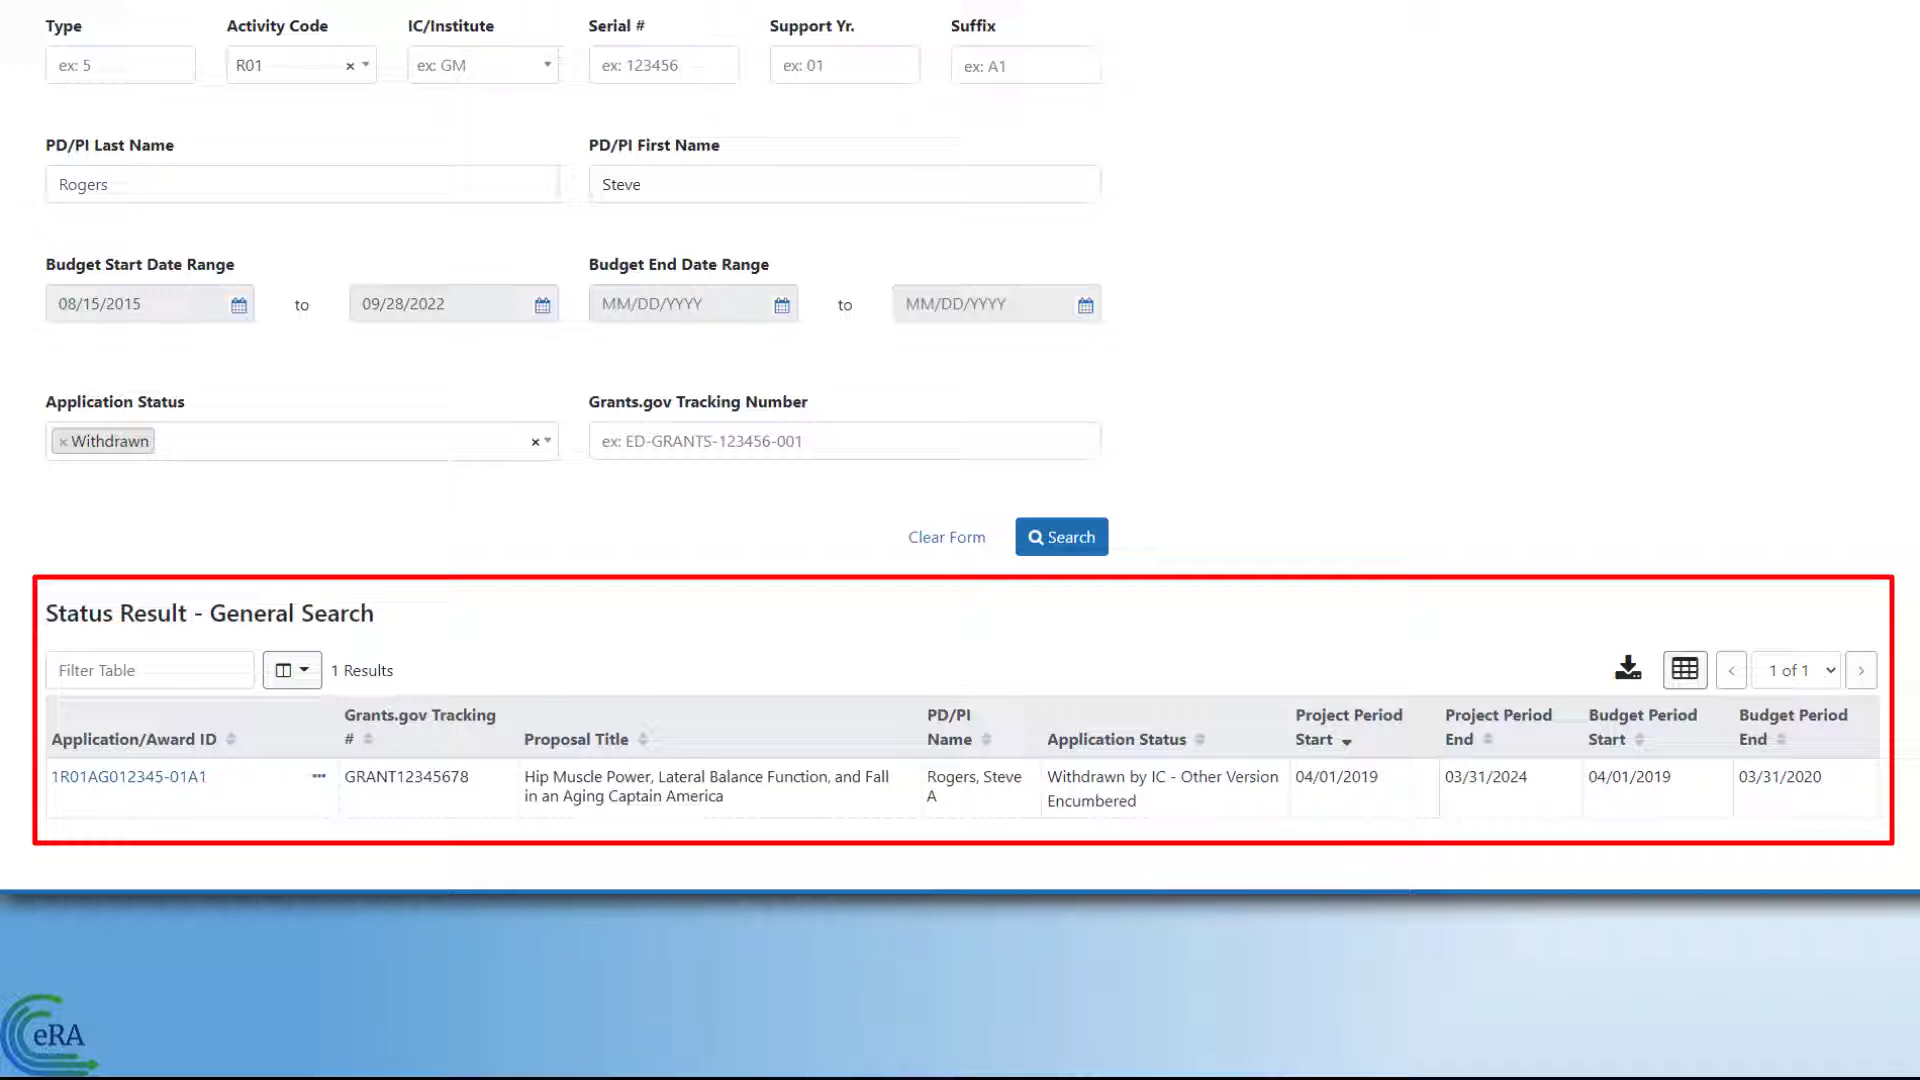 Type Activity Code IC/Institute Serial # Support Yr. Suffix
ex: 5 R01 × ex: GM ex: 123456 ex: 01 ex: A1
PD/PI Last Name PD/PI First Name
Rogers Steve
Budget Start Date Range Budget End Date Range
08/15/2015 to 09/28/2022 MM/DD/YYYY to MM/DD/YYYY
Application Status Grants.gov Tracking Number
× Withdrawn × ex: ED-GRANTS-123456-001
Clear Form Search
Status Result - General Search
Filter Table 1 Results < 1 of 1 >
Grants.gov Tracking PD/PI Project Period Project Period Budget Period Budget Period
Application/Award ID # Proposal Title Name Application Status Start End Start End
1R01AG012345-01A1 ••• GRANT12345678 Hip Muscle Power, Lateral Balance Function, and Fall Rogers, Steve Withdrawn by IC - Other Version 04/01/2019 03/31/2024 04/01/2019 03/31/2020
in an Aging Captain America A Encumbered
eRA